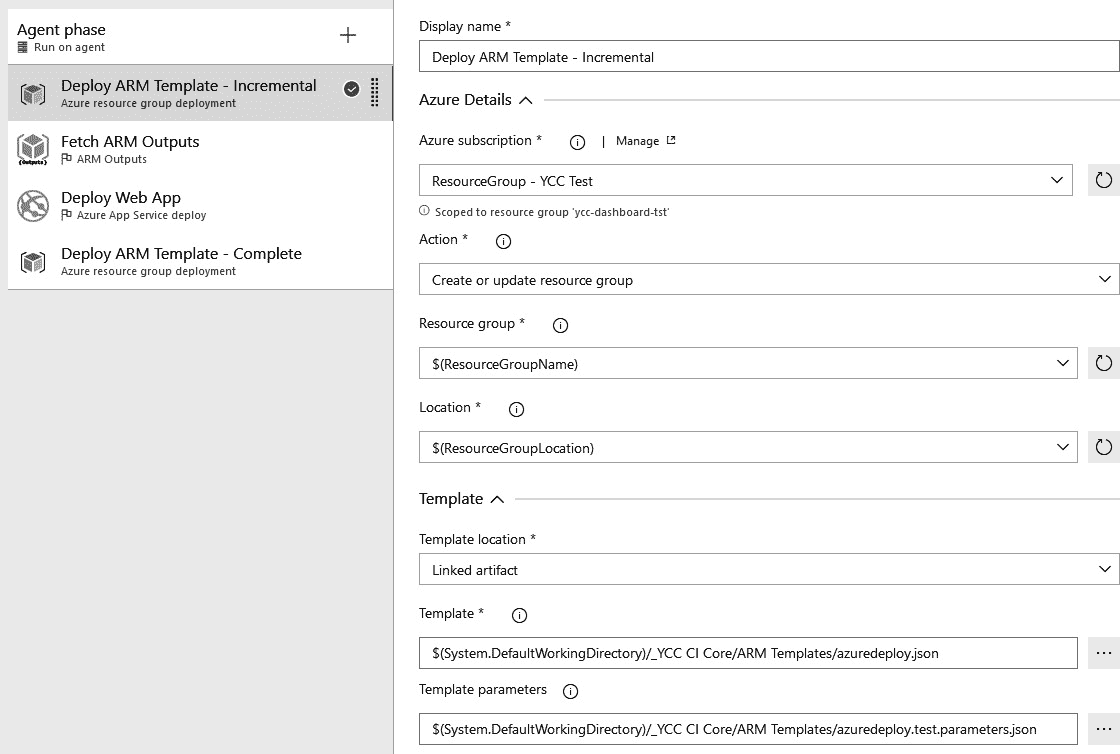 Agent phase
Run on agent
Deploy ARM Template - Incremental
Azure resource group deployment
Fetch ARM Outputs
ARM Outputs
Deploy Web App
Azure App Service deploy
Deploy ARM Template - Complete
Azure resource group deployment
Display name *
Deploy ARM Template - Incremental
Azure Details
Azure subscription * | Manage
ResourceGroup - YCC Test
Scoped to resource group 'ycc-dashboard-tst'
Action *
Create or update resource group
Resource group *
$(ResourceGroupName)
Location *
$(ResourceGroupLocation)
Template
Template location *
Linked artifact
Template *
$(System.DefaultWorkingDirectory)/_YCC CI Core/ARM Templates/azuredeploy.json
Template parameters
$(System.DefaultWorkingDirectory)/_YCC CI Core/ARM Templates/azuredeploy.test.parameters.json